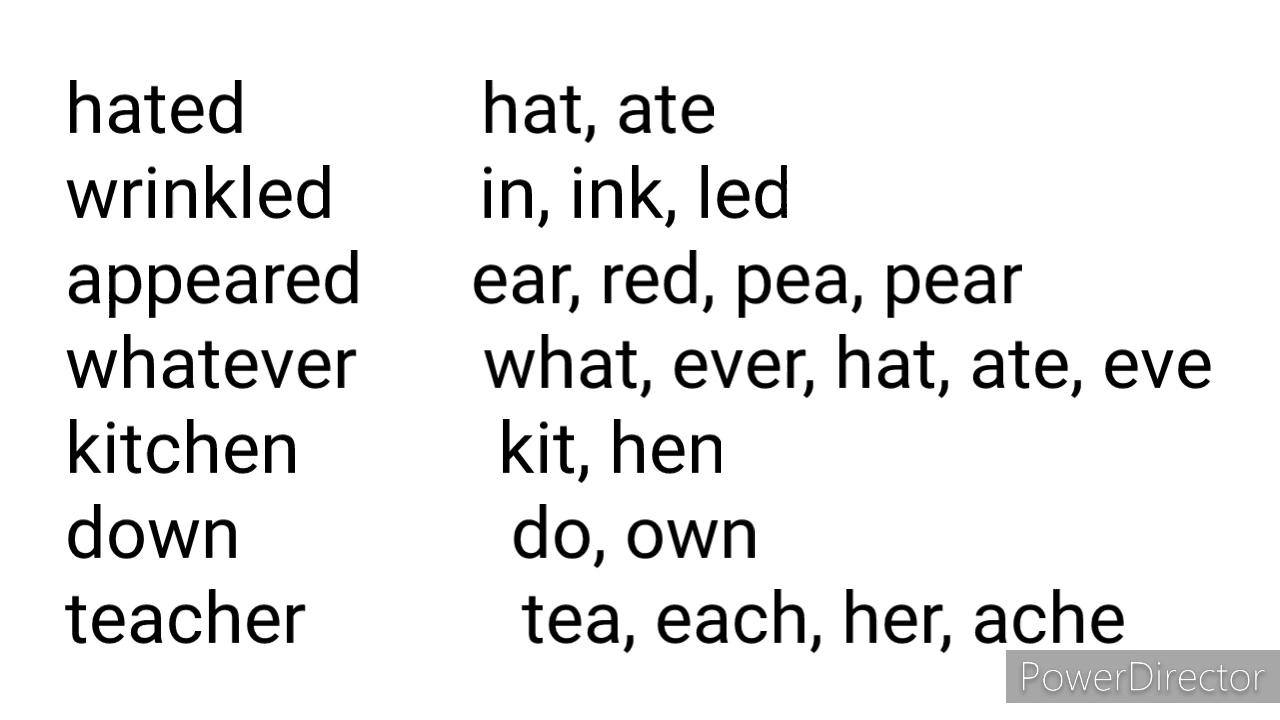 hated hat, ate
wrinkled in, ink, led
appeared ear, red, pea, pear
whatever what, ever, hat, ate, eve
kitchen kit, hen
down do, own
teacher tea, each, her, ache
PowerDirector